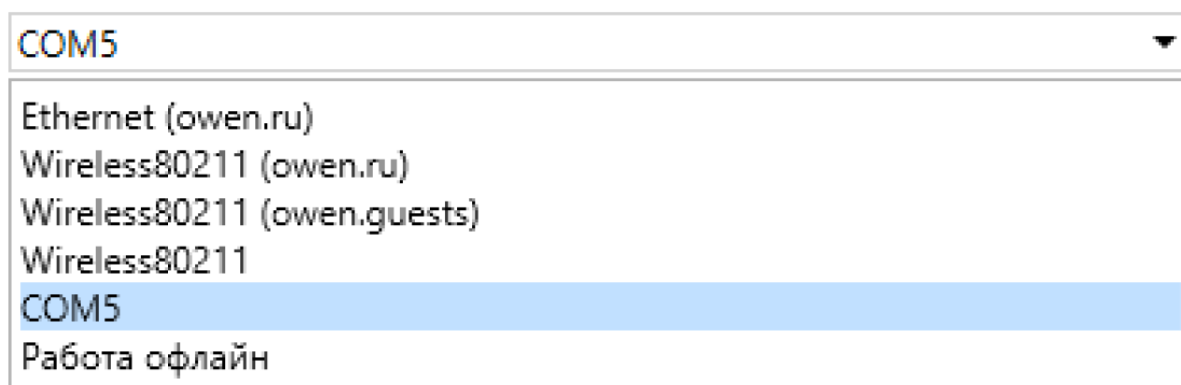 COM5
Ethernet (owen.ru)
Wireless80211 (owen.ru)
Wireless80211 (owen.guests)
Wireless80211
COM5
Работа офлайн